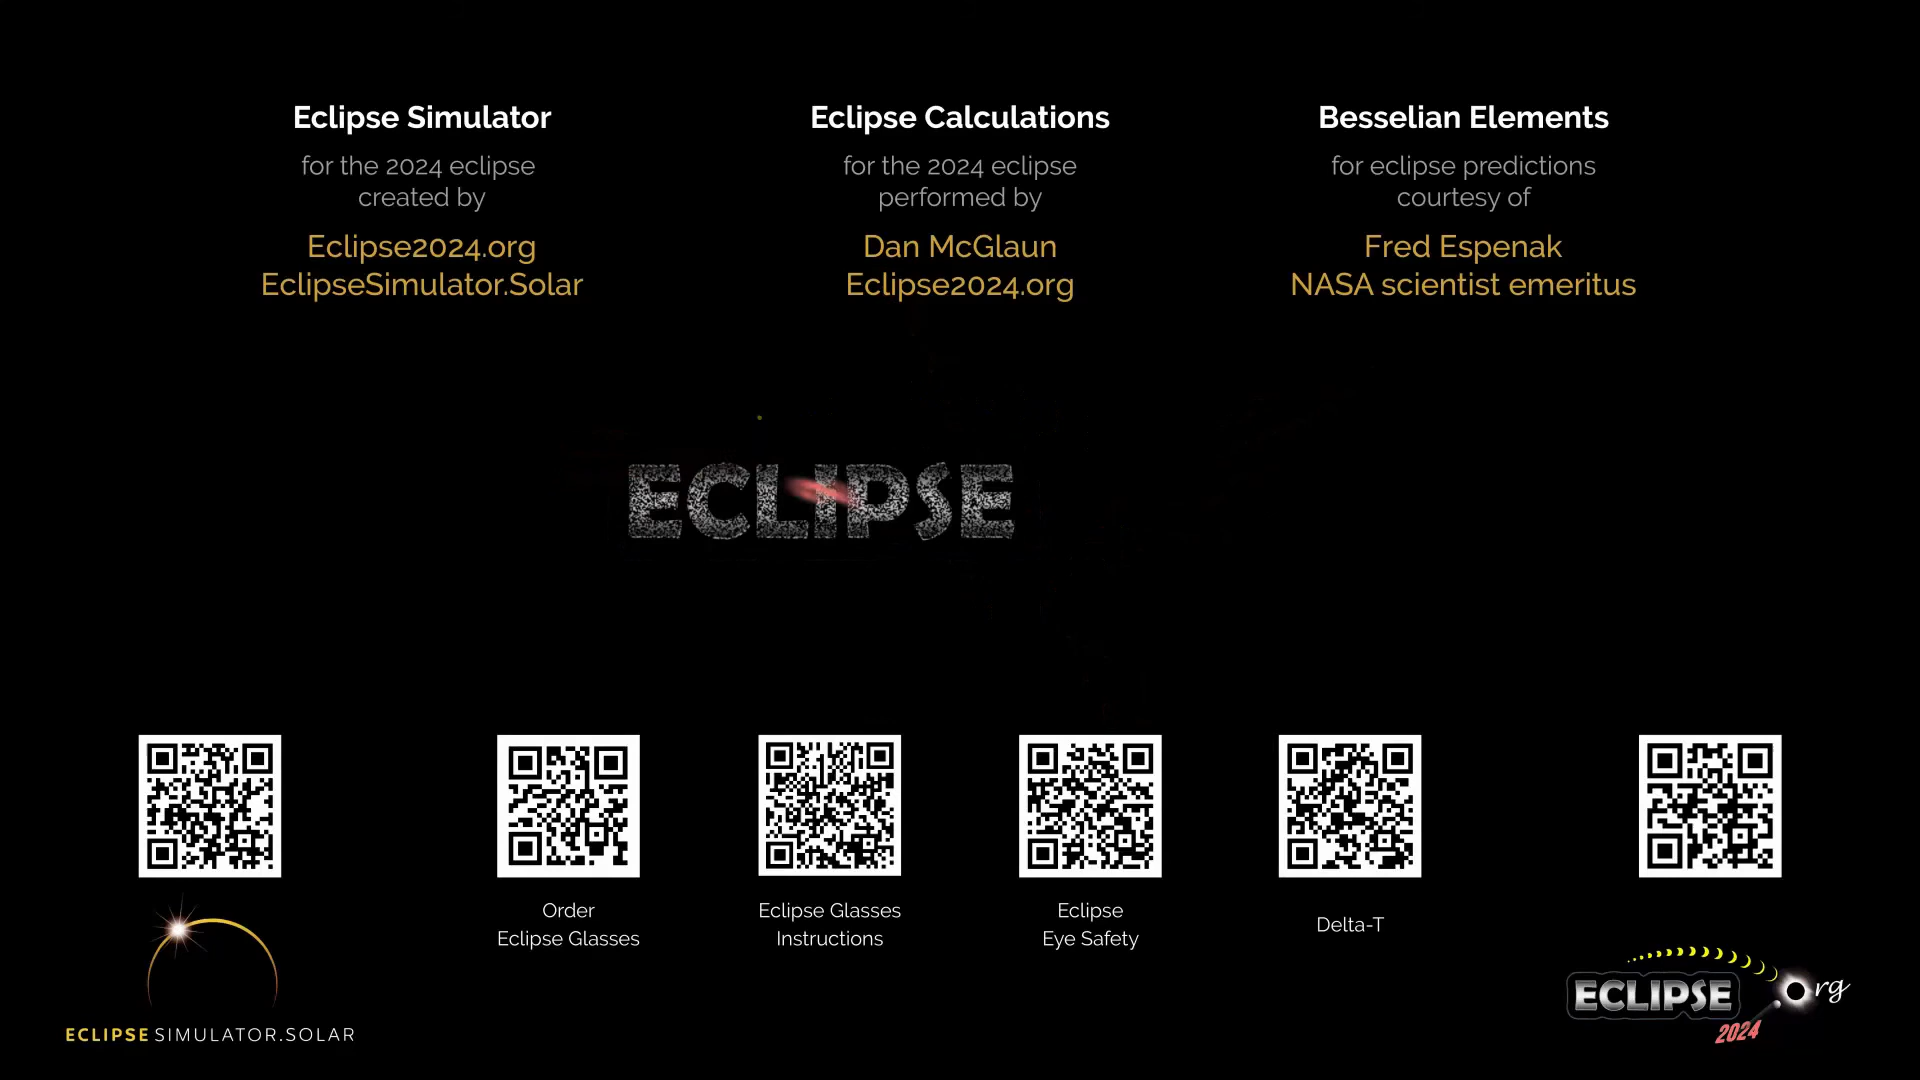 Eclipse Simulator
for the 2024 eclipse
created by
Eclipse2024.org
EclipseSimulator.Solar
Eclipse Calculations
for the 2024 eclipse
performed by
Dan McGlaun
Eclipse2024.org
Besselian Elements
for eclipse predictions
courtesy of
Fred Espenak
NASA scientist emeritus
ECLIPSE
Order
Eclipse Glasses
Eclipse Glasses
Instructions
Eclipse
Eye Safety
Delta-T
ECLIPSESIMULATOR.SOLAR
ECLIPSE.org
2024